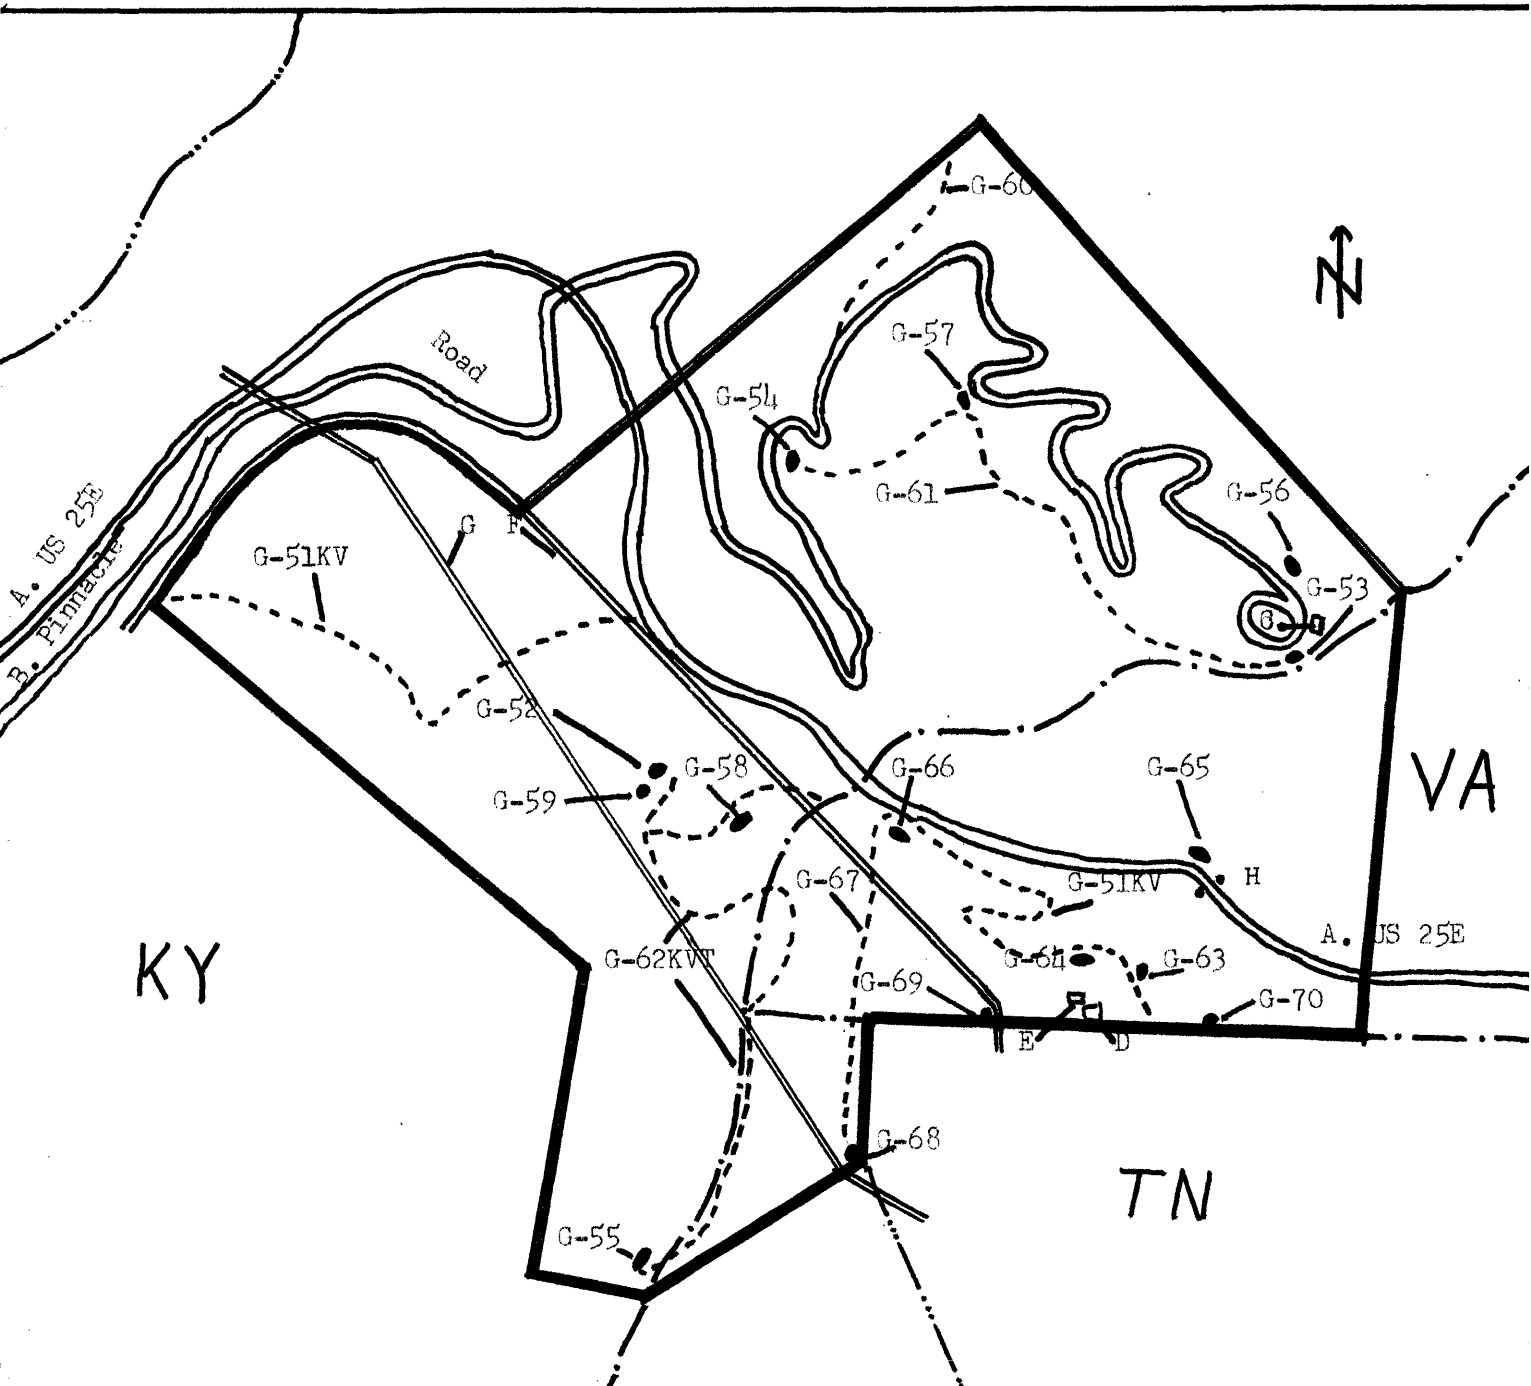 G-60
N
Road
G-57
G-54
G-61
G-56
A. US 25E
G F
G-51KV
G-53
B. Pinnacle
C
G-52
G-58
G-66
G-65
VA
G-59
G-67
G-51KV
H
A. US 25E
KY
G-62KVT
G-64
G-63
G-69
G-70
E
D
G-68
TN
G-55